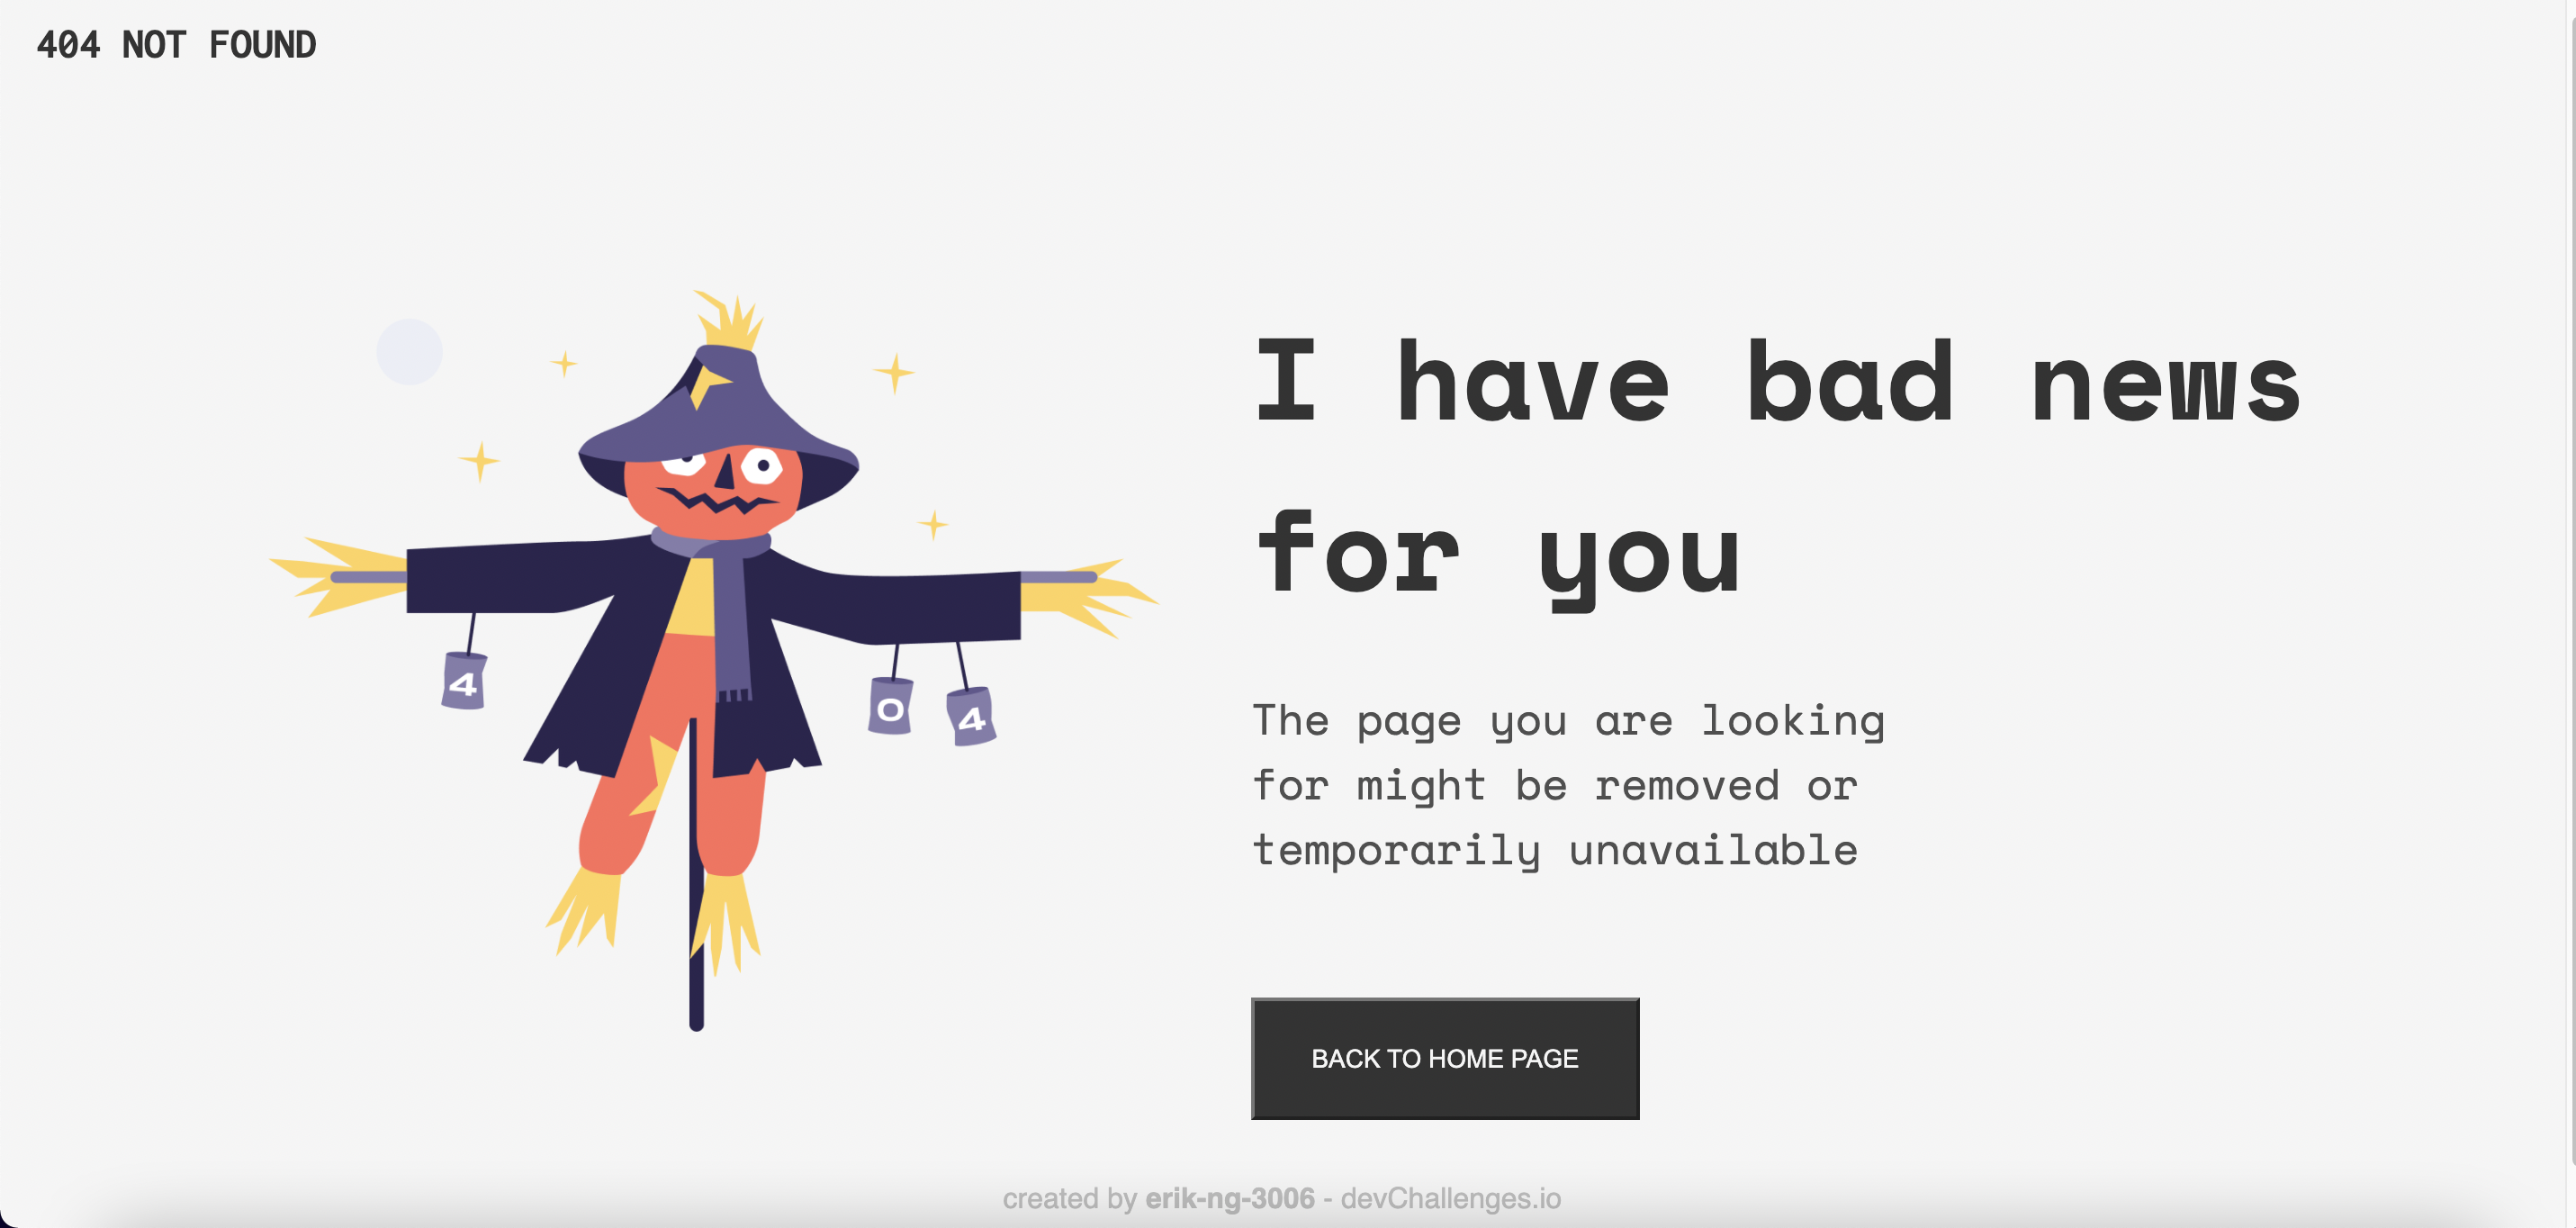 404 NOT FOUND
I have bad news
for you
The page you are looking
for might be removed or
temporarily unavailable
4
0
4
BACK TO HOME PAGE
created by erik-ng-3006 - devChallenges.io